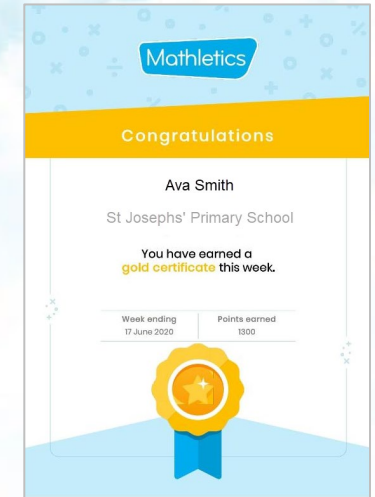 Mathletics
Congratulations
Ava Smith
St Josephs' Primary School
You have earned a
gold certificate this week.
Week ending
17 June 2020
Points earned
1300